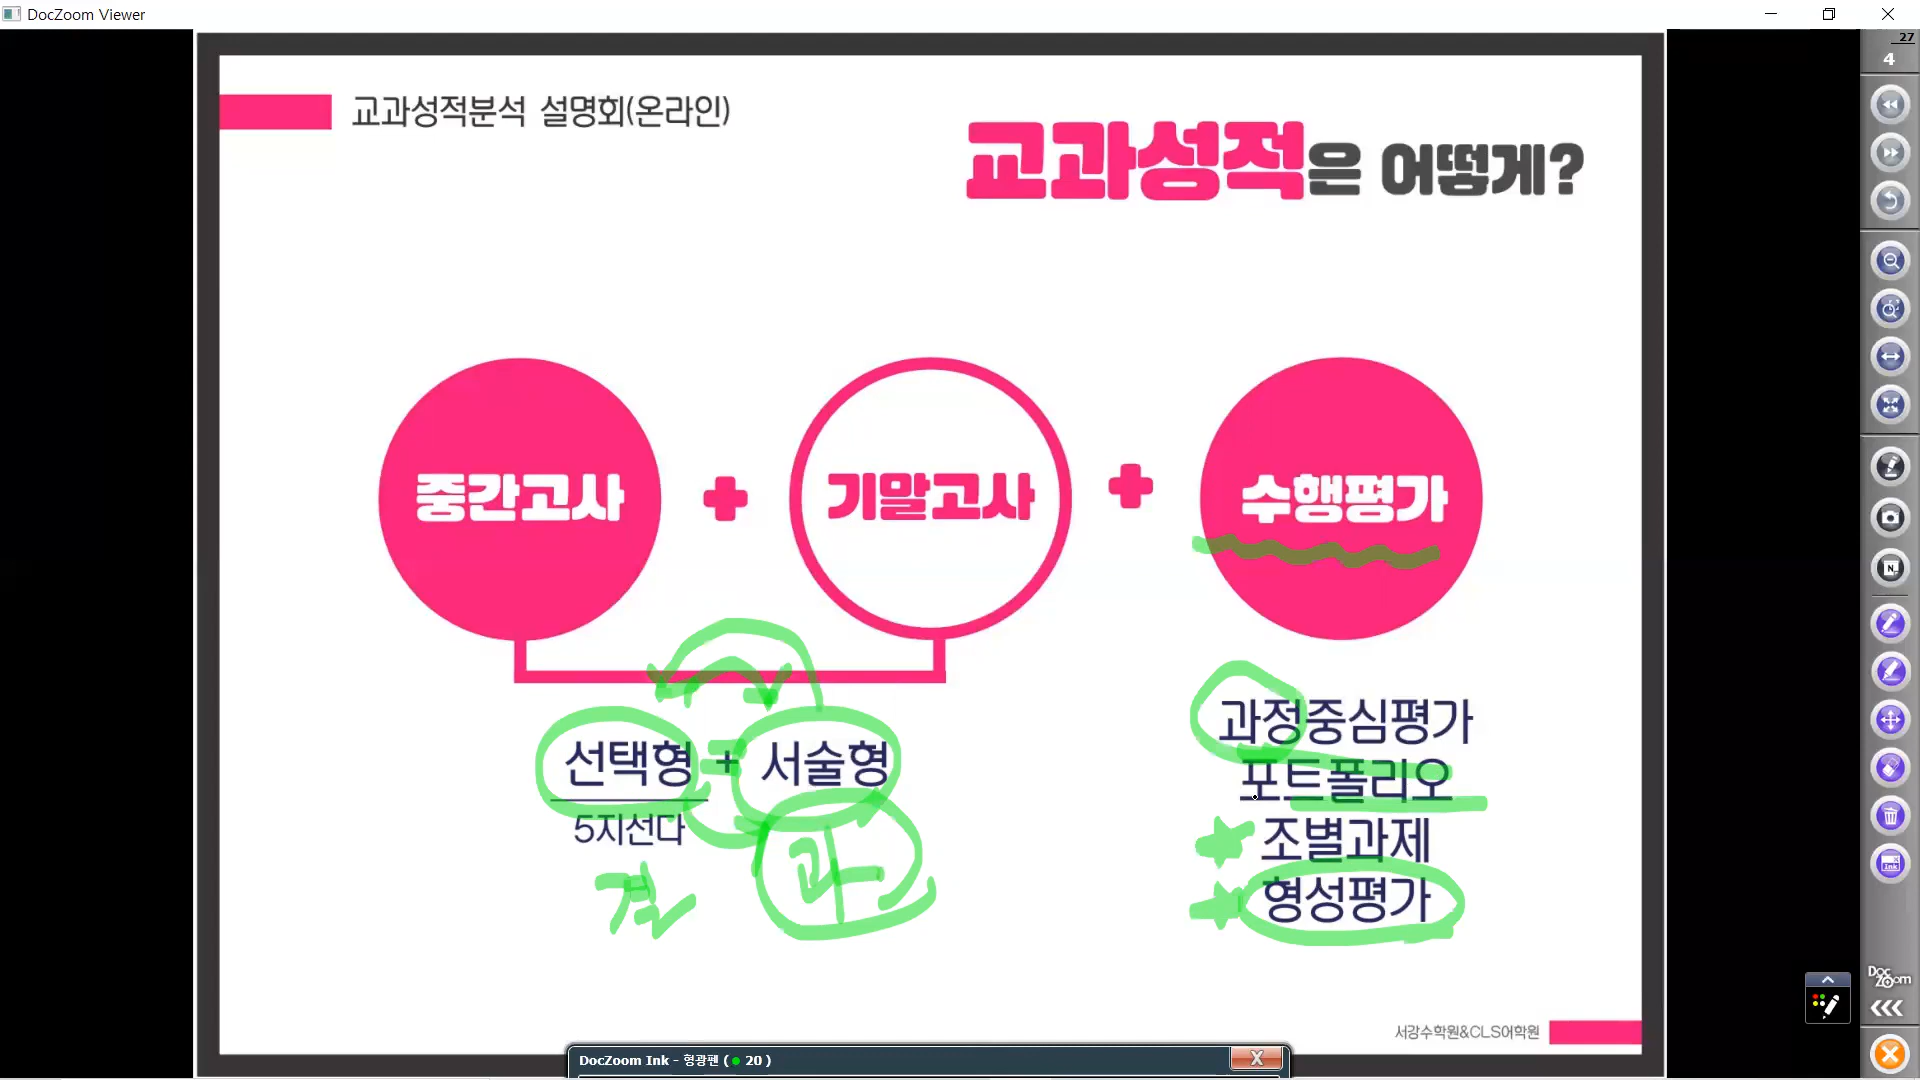 DocZoom Viewer
27
4
교과성적분석 설명회(온라인)
교과성적은 어떻게?
중간고사 + 기말고사 + 수행평가
선택형 + 서술형
5지선다
결
과
과정중심평가
포트폴리오
조별과제
형성평가
서강수학원&CLS어학원
DocZoom
DocZoom Ink - 형광펜 ( 20 )
X
N
Ink